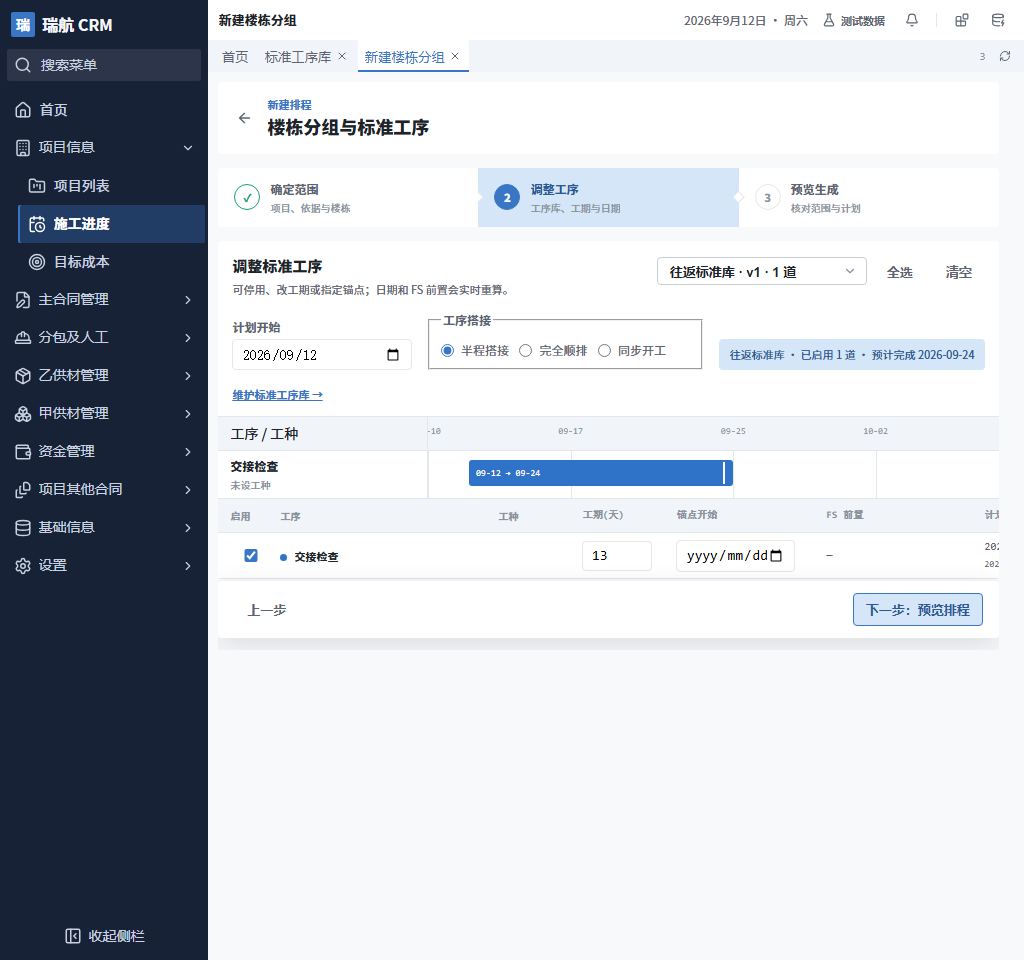 瑞 瑞航 CRM
搜索菜单
首页
项目信息
项目列表
施工进度
目标成本
主合同管理
分包及人工
乙供材管理
甲供材管理
资金管理
项目其他合同
基础信息
设置
收起侧栏
新建楼栋分组
2026年9月12日 · 周六 测试数据
首页 标准工序库 × 新建楼栋分组 × 3
新建排程
楼栋分组与标准工序
✓ 确定范围
项目、依据与楼栋
2 调整工序
工序库、工期与日期
3 预览生成
核对范围与计划
调整标准工序
可停用、改工期或指定锚点；日期和 FS 前置会实时重算。
往返标准库 · v1 · 1 道 全选 清空
计划开始
2026/09/12
工序搭接
半程搭接 完全顺排 同步开工
往返标准库 · 已启用 1 道 · 预计完成 2026-09-24
维护标准工序库 →
工序 / 工种 -10 09-17 09-25 10-02
交接检查
未设工种
09-12 → 09-24
启用 工序 工种 工期(天) 锚点开始 FS 前置 计
交接检查 13 yyyy/mm/dd —
202
202
上一步 下一步：预览排程